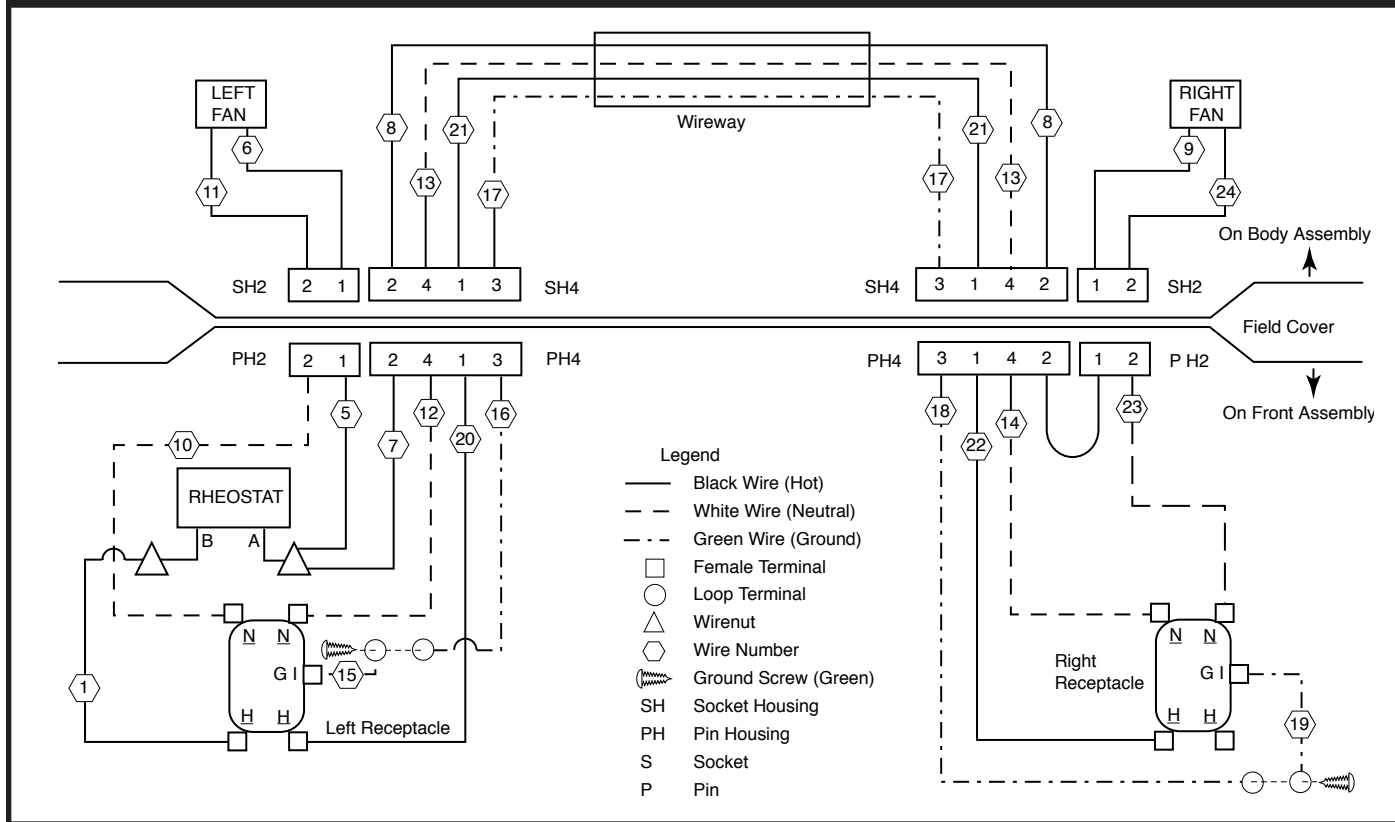 LEFT
FAN
RIGHT
FAN
Wireway
8
21
21
8
6
9
13
17
17
13
11
24
On Body Assembly
SH2
2 1
2 4 1 3
SH4
SH4
3 1 4 2
1 2
SH2
Field Cover
PH2
2 1
2 4 1 3
PH4
PH4
3 1 4 2
1 2
P H2
On Front Assembly
5
12
16
18
23
10
7
20
22
14
RHEOSTAT
B
A
N N
G I
H H
15
1
Left Receptacle
Legend
Black Wire (Hot)
White Wire (Neutral)
Green Wire (Ground)
Female Terminal
Loop Terminal
Wirenut
Wire Number
Ground Screw (Green)
SH Socket Housing
PH Pin Housing
S Socket
P Pin
Right
Receptacle
N N
G I
H H
19